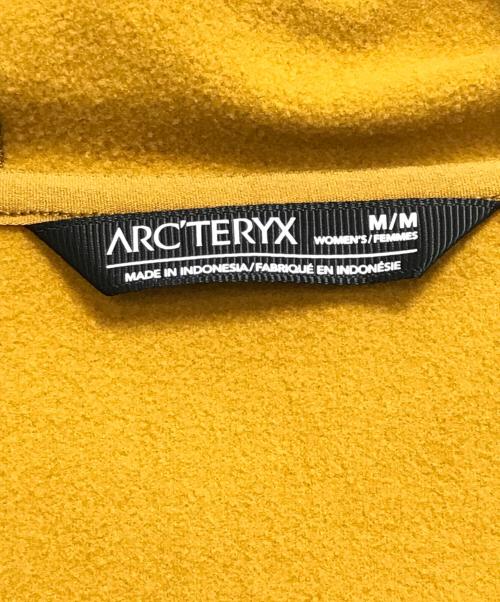 ARC'TERYX M/M
WOMEN'S/FEMMES
MADE IN INDONESIA/FABRIQUÉ EN INDONÉSIE